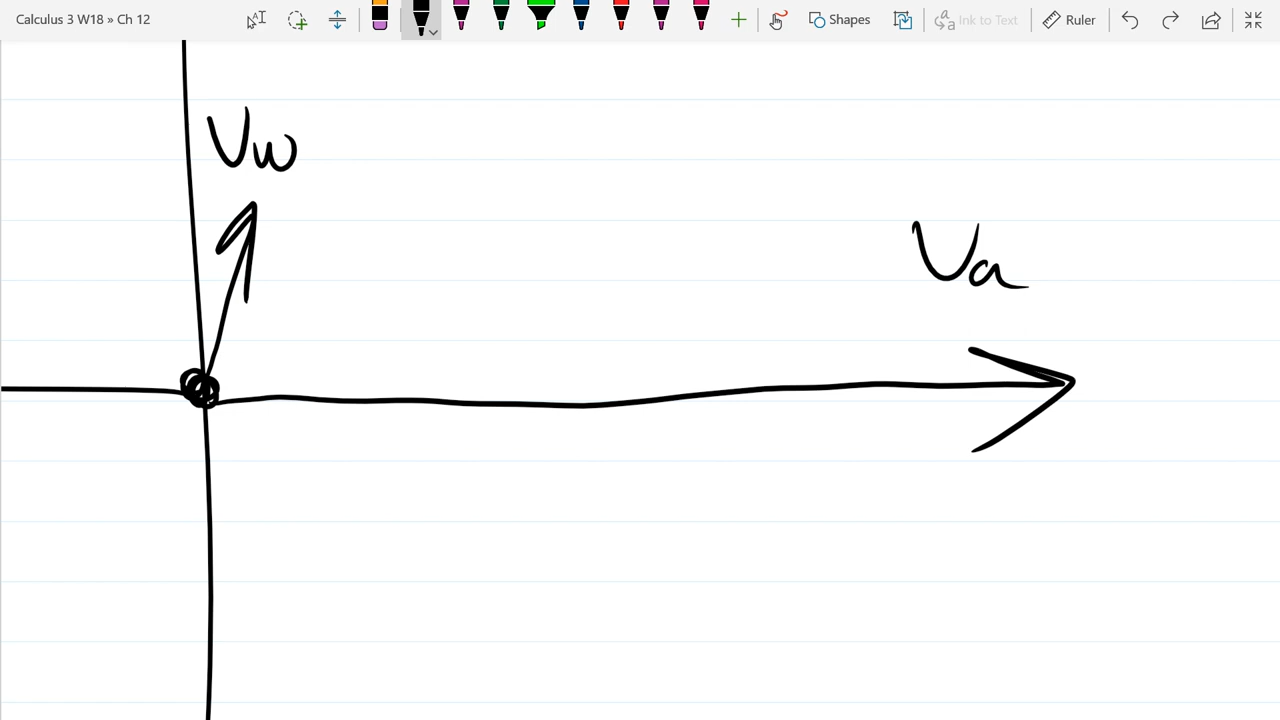 Calculus 3 W18 » Ch 12
Shapes
Ink to Text
Ruler
Vw
Va